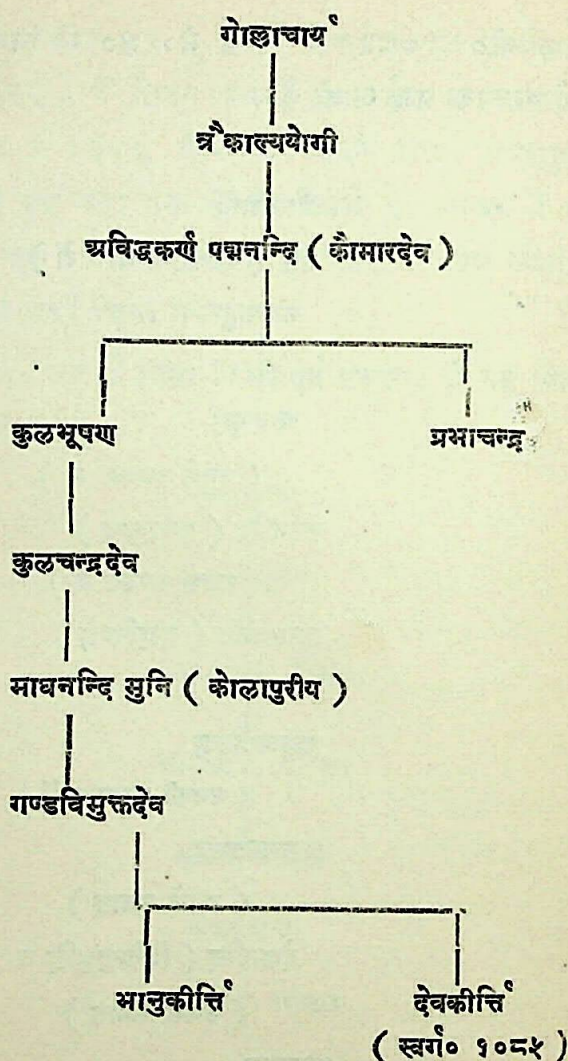 गोल्लाचार्य
त्रैकाल्ययोगी
अविद्धकर्ण पद्मनन्दि ( कौमारदेव )
कुलभूषण प्रभाचन्द्र
कुलचन्द्रदेव
माघनन्दि मुनि ( कोलापुरीय )
गण्डविमुक्तदेव
भानुकीर्त्ति देवकीर्त्ति
( स्वर्ग० १०८५ )